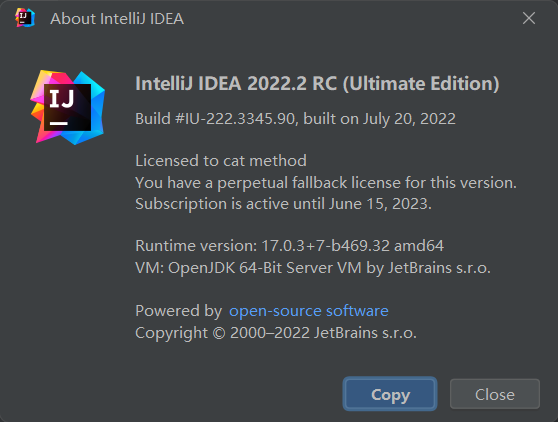 About IntelliJ IDEA
IJ
IntelliJ IDEA 2022.2 RC (Ultimate Edition)
Build #IU-222.3345.90, built on July 20, 2022
Licensed to cat method
You have a perpetual fallback license for this version.
Subscription is active until June 15, 2023.
Runtime version: 17.0.3+7-b469.32 amd64
VM: OpenJDK 64-Bit Server VM by JetBrains s.r.o.
Powered by open-source software
Copyright © 2000–2022 JetBrains s.r.o.
Copy Close